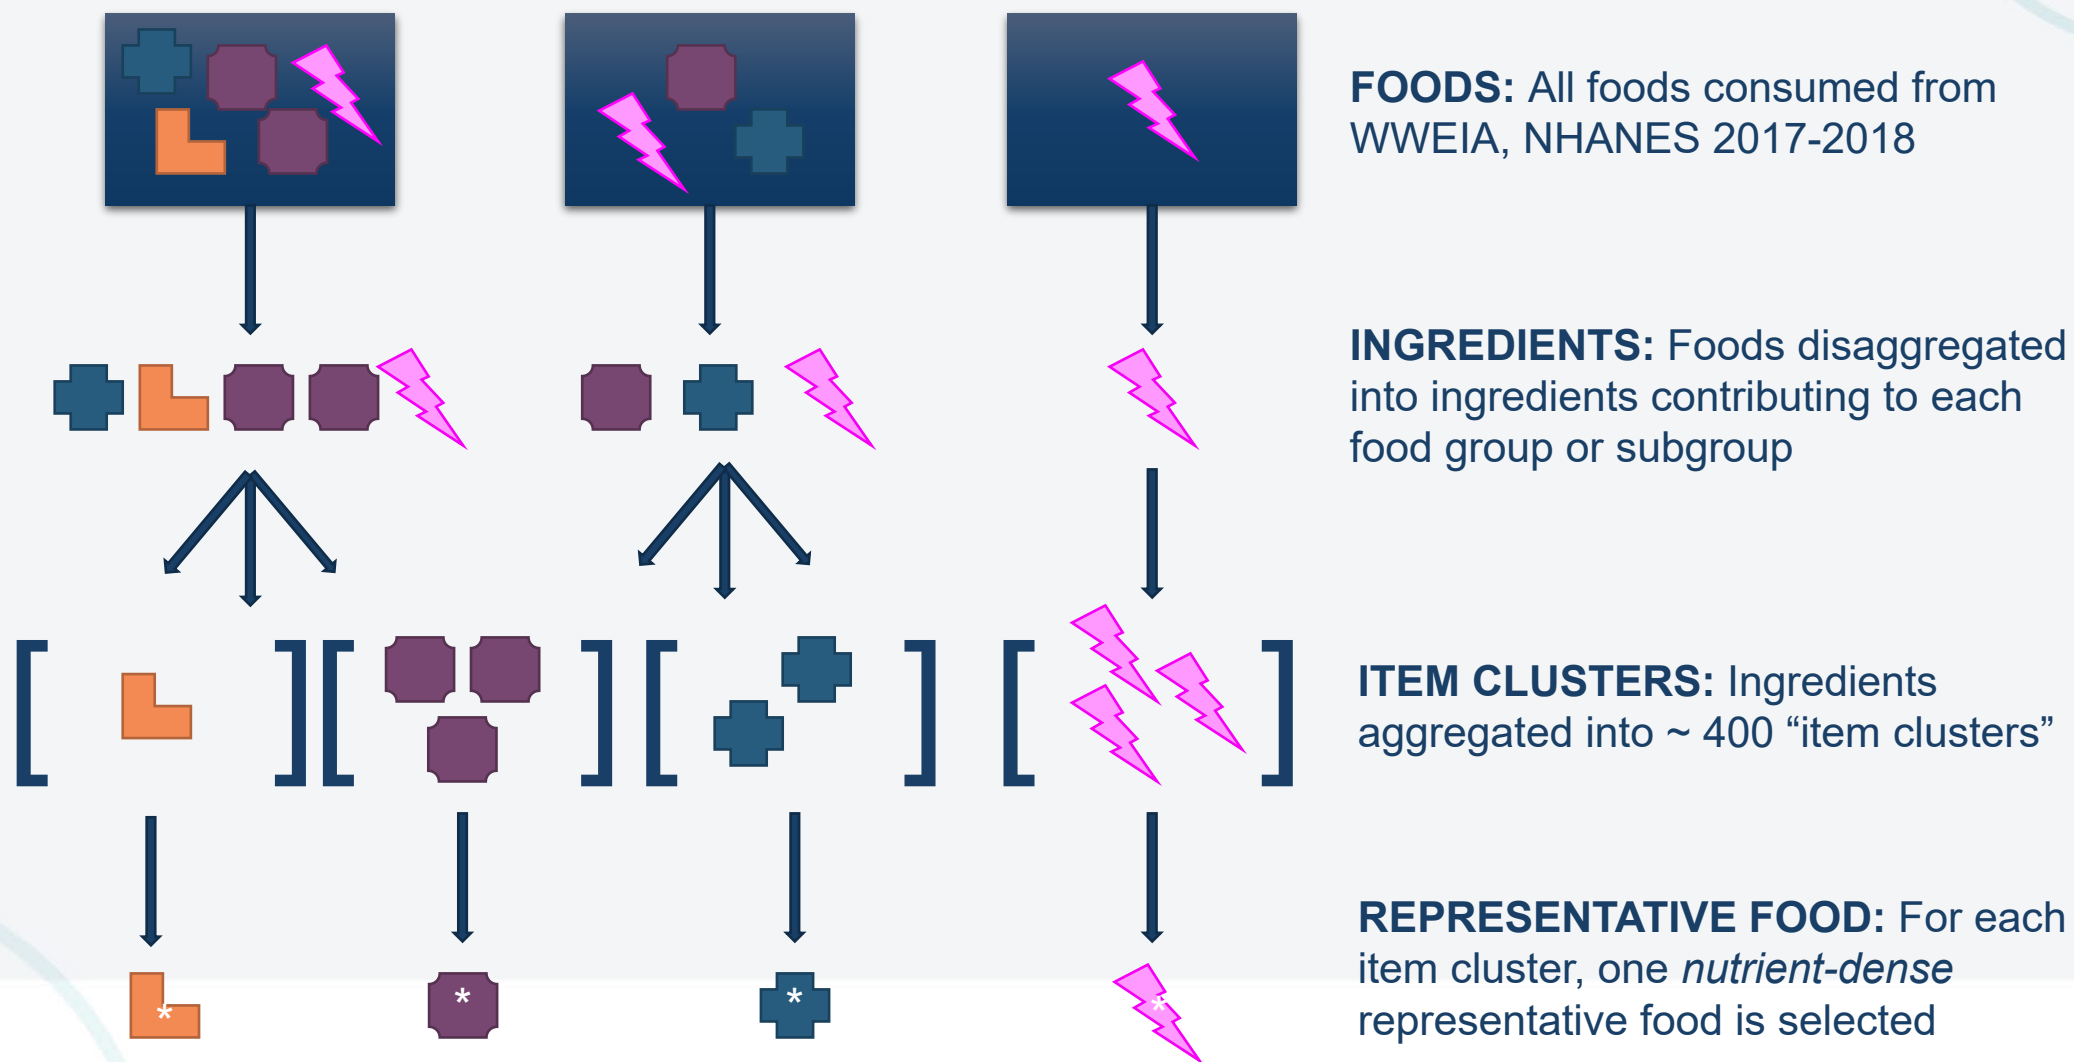 FOODS: All foods consumed from
WWEIA, NHANES 2017-2018
INGREDIENTS: Foods disaggregated
into ingredients contributing to each
food group or subgroup
[ ] [ ] [ ] [ ]
ITEM CLUSTERS: Ingredients
aggregated into ~ 400 “item clusters”
REPRESENTATIVE FOOD: For each
item cluster, one nutrient-dense
representative food is selected
* * * *